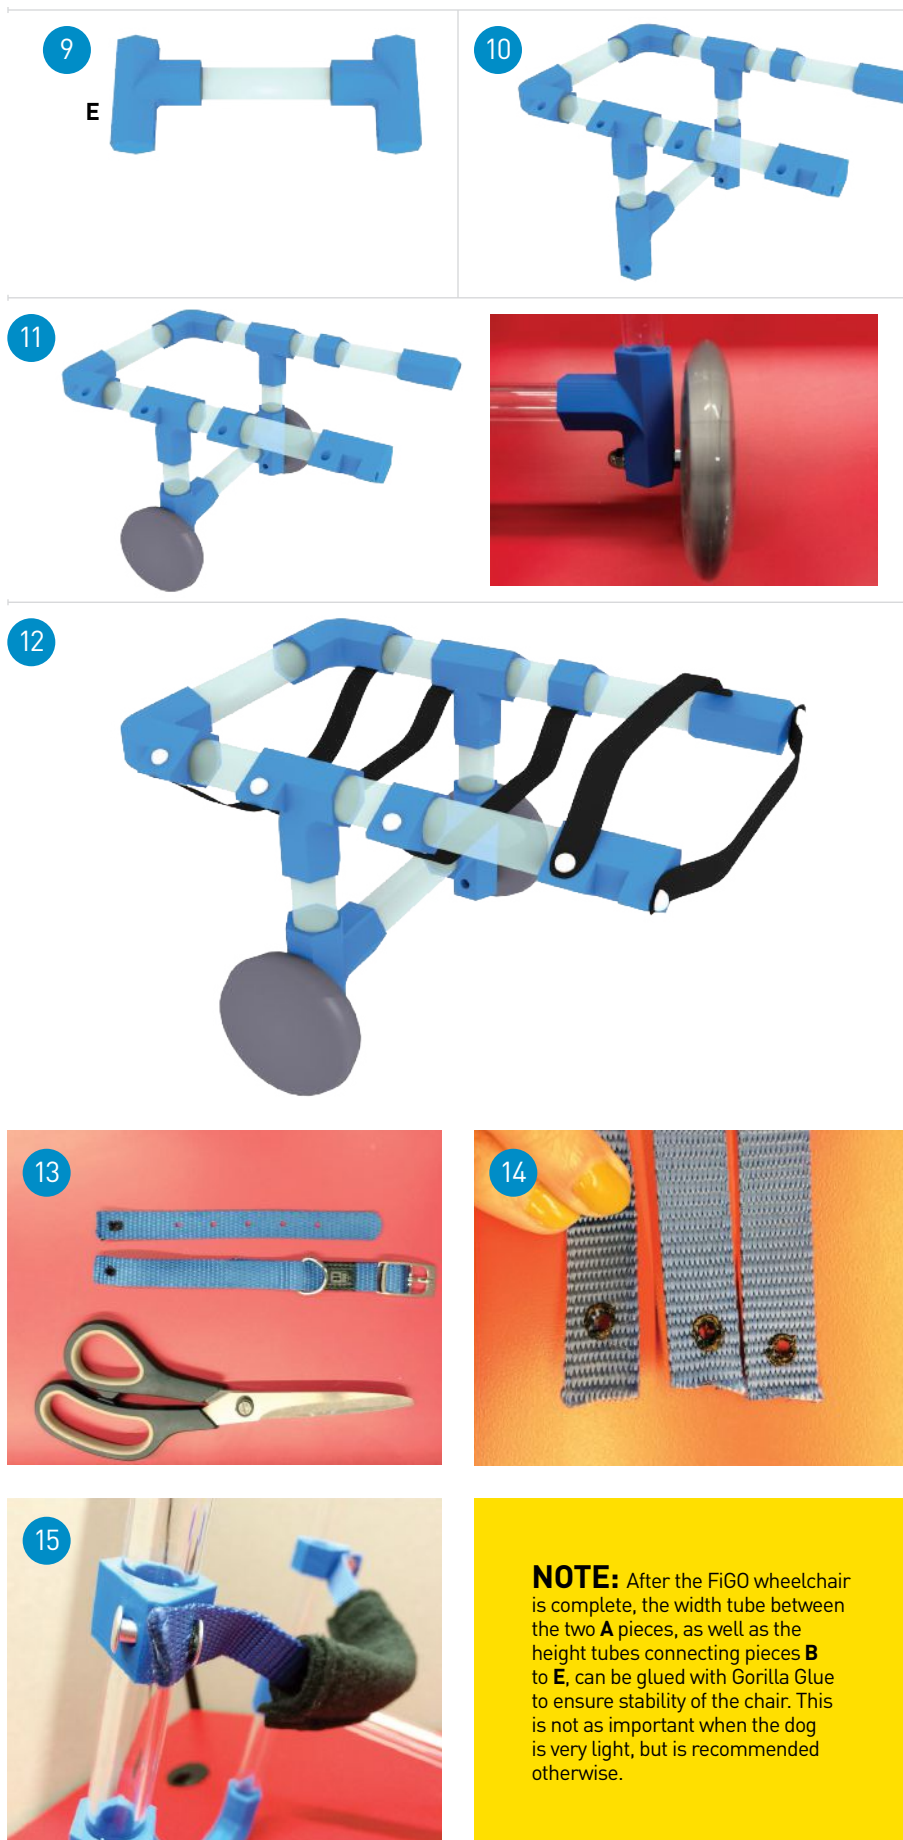 9
E
10
11
12
13
14
15
NOTE: After the FiGO wheelchair
is complete, the width tube between
the two A pieces, as well as the
height tubes connecting pieces B
to E, can be glued with Gorilla Glue
to ensure stability of the chair. This
is not as important when the dog
is very light, but is recommended
otherwise.